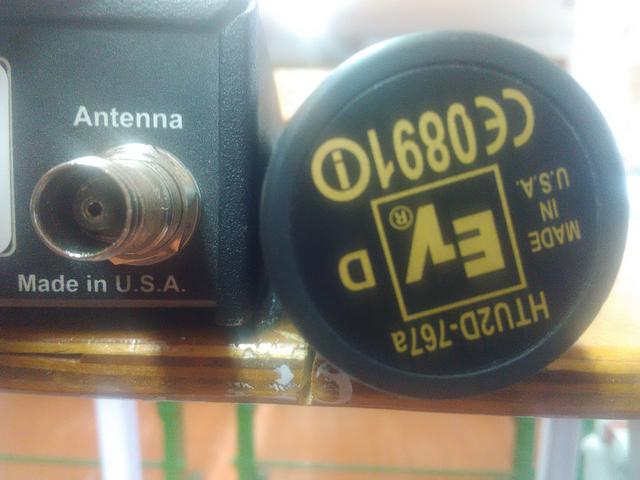 Antenna
Made in U.S.A.
HTU2D-767a
MADE
IN
U.S.A.
EV®
D
CE0891 i